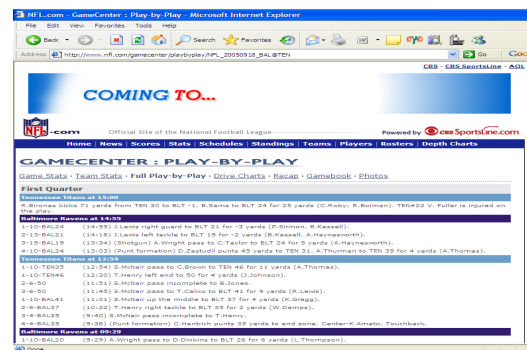 NFL.com - GameCenter : Play-by-Play - Microsoft Internet Explorer
File Edit View Favorites Tools Help
Back Search Favorites
Address http://www.nfl.com/gamecenter/playbyplay/NFL_20050918_BAL@TEN Go Goo
CBS - CBS SportsLine - AOL
COMING TO...
NFL .com Official Site of the National Football League Powered by CBS SportsLine.com
Home | News | Scores | Stats | Schedules | Standings | Teams | Players | Rosters | Depth Charts
GAMECENTER : PLAY-BY-PLAY
Game Stats · Team Stats · Full Play-by-Play · Drive Charts · Recap · Gamebook · Photos
First Quarter
Tennessee Titans at 15:00
R.Bironas kicks 71 yards from TEN 30 to BLT -1. B.Sams to BLT 24 for 25 yards (C.Roby; R.Boiman). TEN#22 V. Fuller is injured on
the play.
Baltimore Ravens at 14:55
1-10-BAL24 (14:55) J.Lewis right guard to BLT 21 for -3 yards (P.Sirmon, B.Kassell).
2-13-BAL21 (14:16) J.Lewis left tackle to BLT 19 for -2 yards (B.Kassell, A.Haynesworth).
3-15-BAL19 (13:34) (Shotgun) A.Wright pass to C.Taylor to BLT 24 for 5 yards (A.Haynesworth).
4-10-BAL24 (13:03) (Punt formation) D.Zastudil punts 45 yards to TEN 31. A.Thurman to TEN 35 for 4 yards (A.Thomas).
Tennessee Titans at 12:54
1-10-TEN35 (12:54) S.McNair pass to C.Brown to TEN 46 for 11 yards (A.Thomas).
1-10-TEN46 (12:30) T.Henry left end to 50 for 4 yards (J.Johnson).
2-6-50 (11:51) S.McNair pass incomplete to B.Jones.
3-6-50 (11:45) S.McNair pass to T.Calico to BLT 41 for 9 yards (R.Lewis).
1-10-BAL41 (11:01) S.McNair up the middle to BLT 37 for 4 yards (K.Gregg).
2-6-BAL37 (10:22) T.Henry right tackle to BLT 35 for 2 yards (W.Demps).
3-4-BAL35 (9:40) S.McNair pass incomplete to T.Henry.
4-4-BAL35 (9:36) (Punt formation) C.Hentrich punts 35 yards to end zone, Center-K.Amato, Touchback.
Baltimore Ravens at 09:29
1-10-BAL20 (9:29) A.Wright pass to D.Dinkins to BLT 26 for 6 yards (L.Thompson).
Done